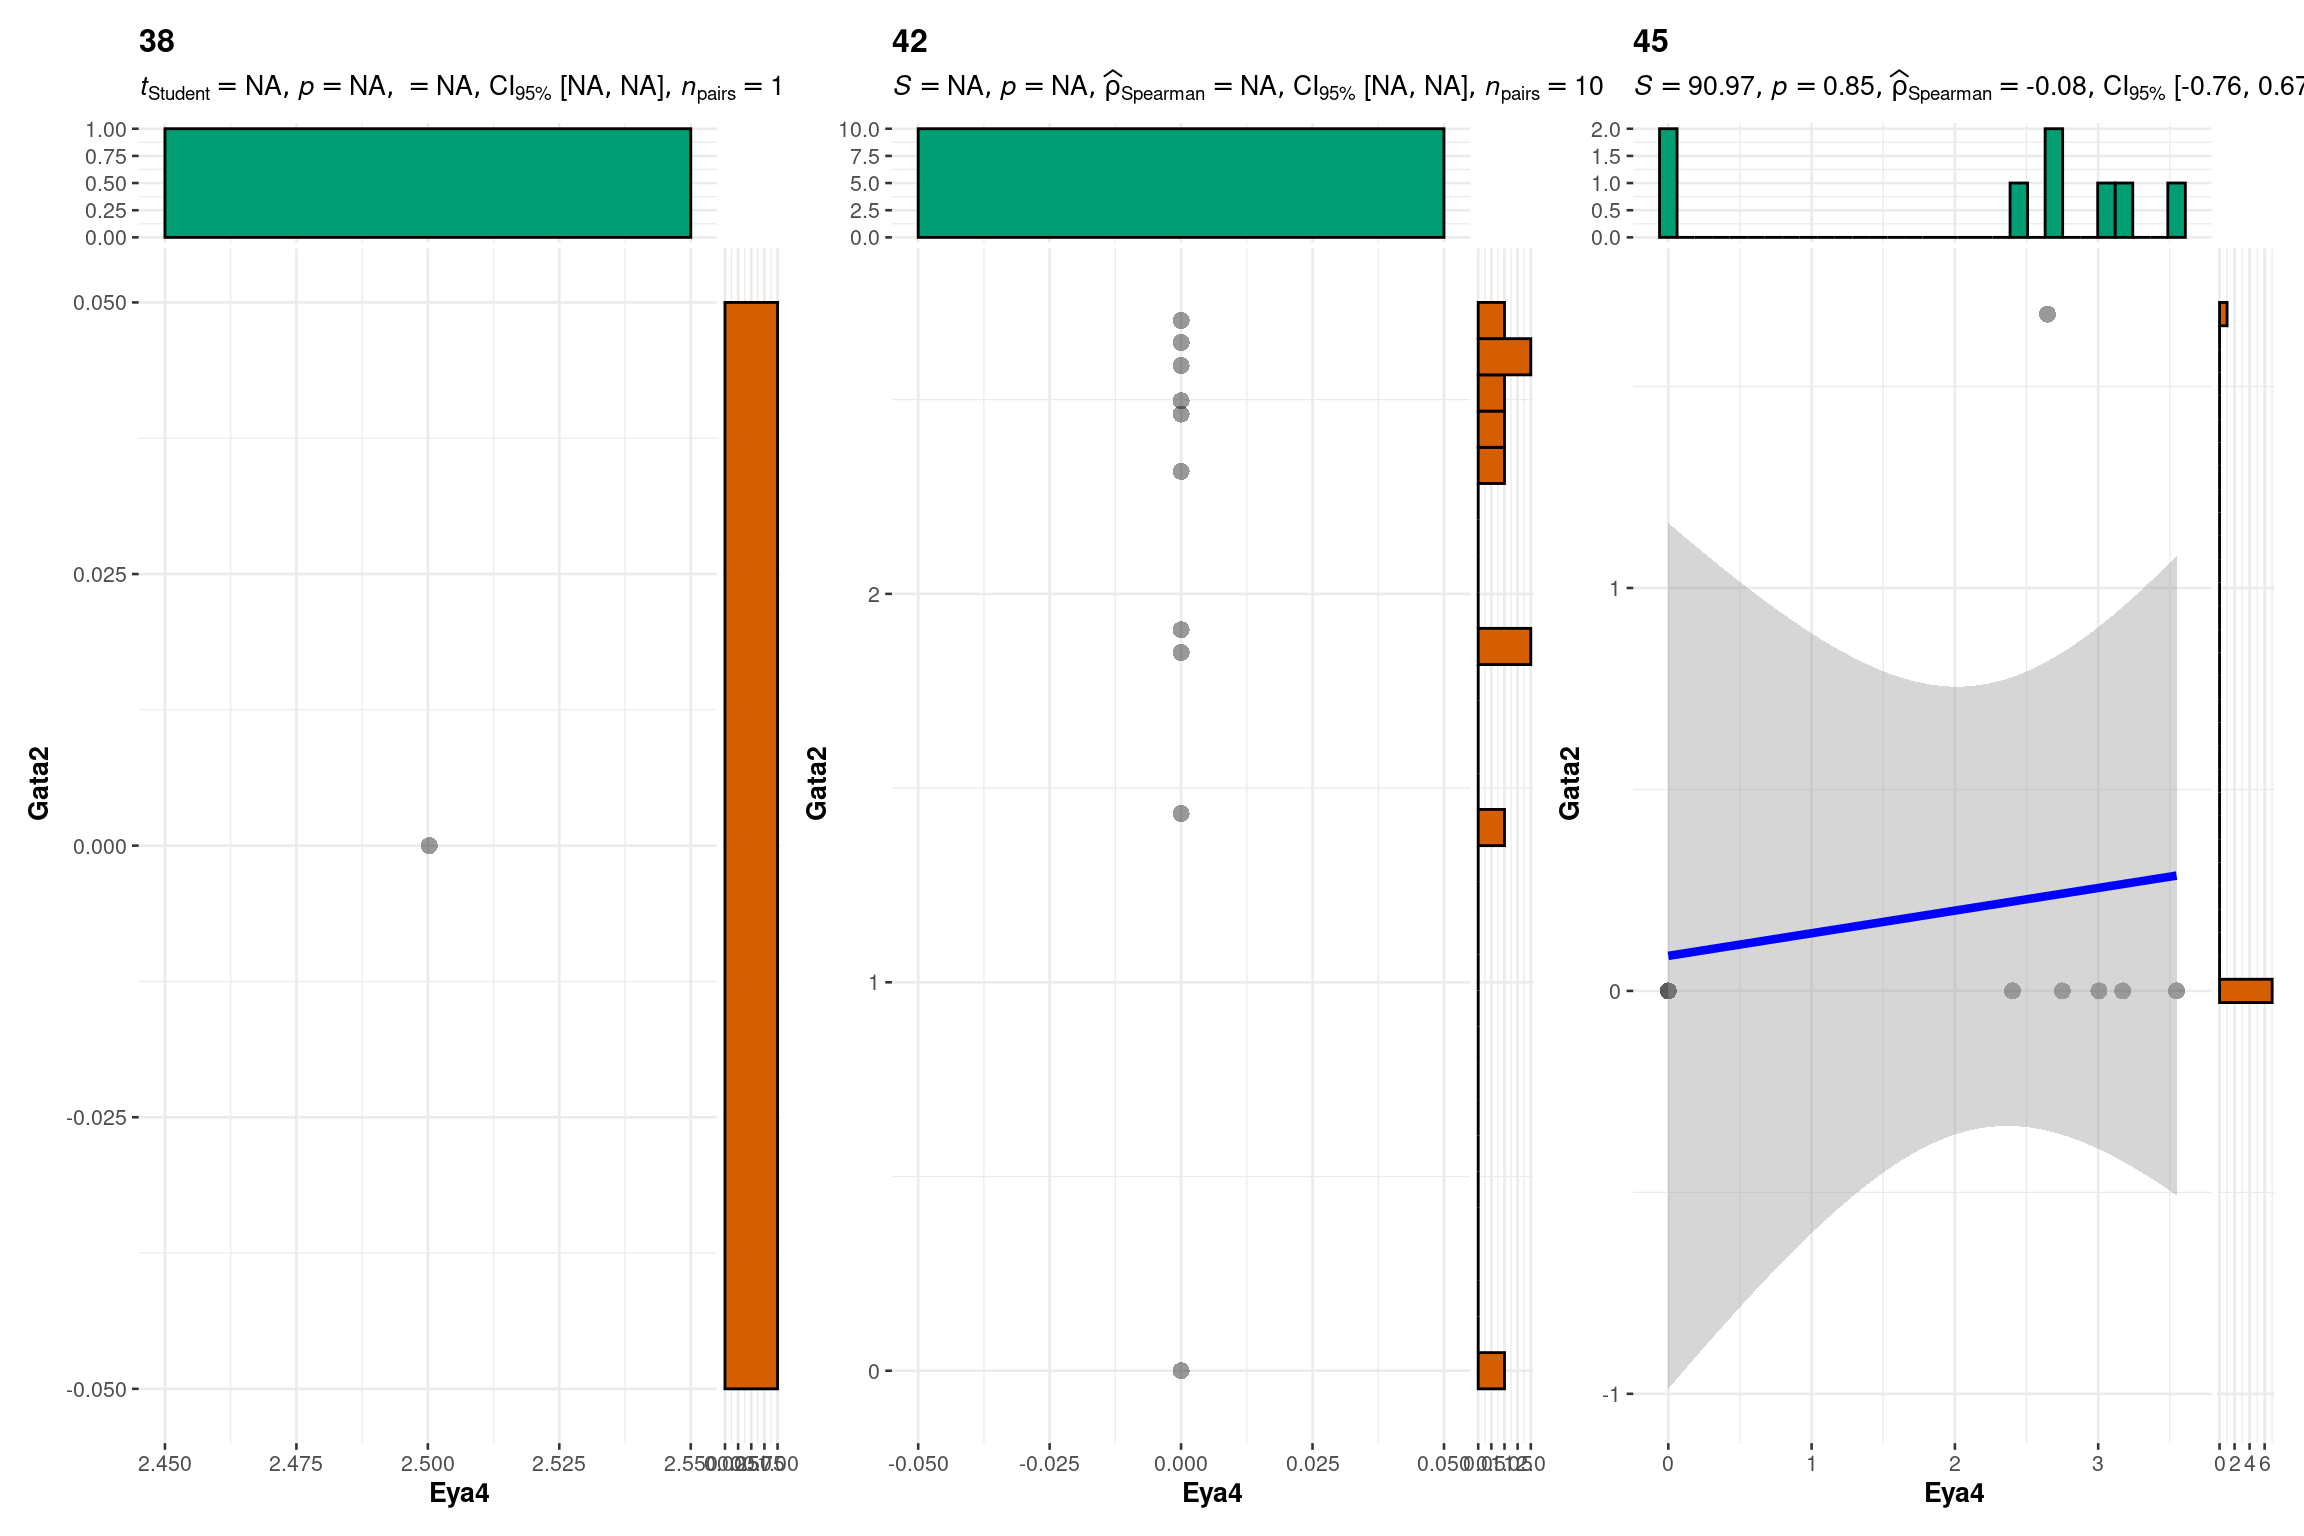 38 42 45
tStudent = NA, p = NA, = NA, CI95% [NA, NA], npairs = 1
S = NA, p = NA, ρ̂Spearman = NA, CI95% [NA, NA], npairs = 10
S = 90.97, p = 0.85, ρ̂Spearman = -0.08, CI95% [-0.76, 0.67
1.00 10.0 2.0
0.75 7.5 1.5
0.50 5.0 1.0
0.25 2.5 0.5
0.00 0.0 0.0
0.050
0.025
0.000
-0.025
-0.050
2
1
0
1
0
-1
Gata2 Gata2 Gata2
2.450 2.475 2.500 2.525 2.550
-0.050 -0.025 0.000 0.025 0.050
0 1 2 3 0 2 4 6
Eya4 Eya4 Eya4